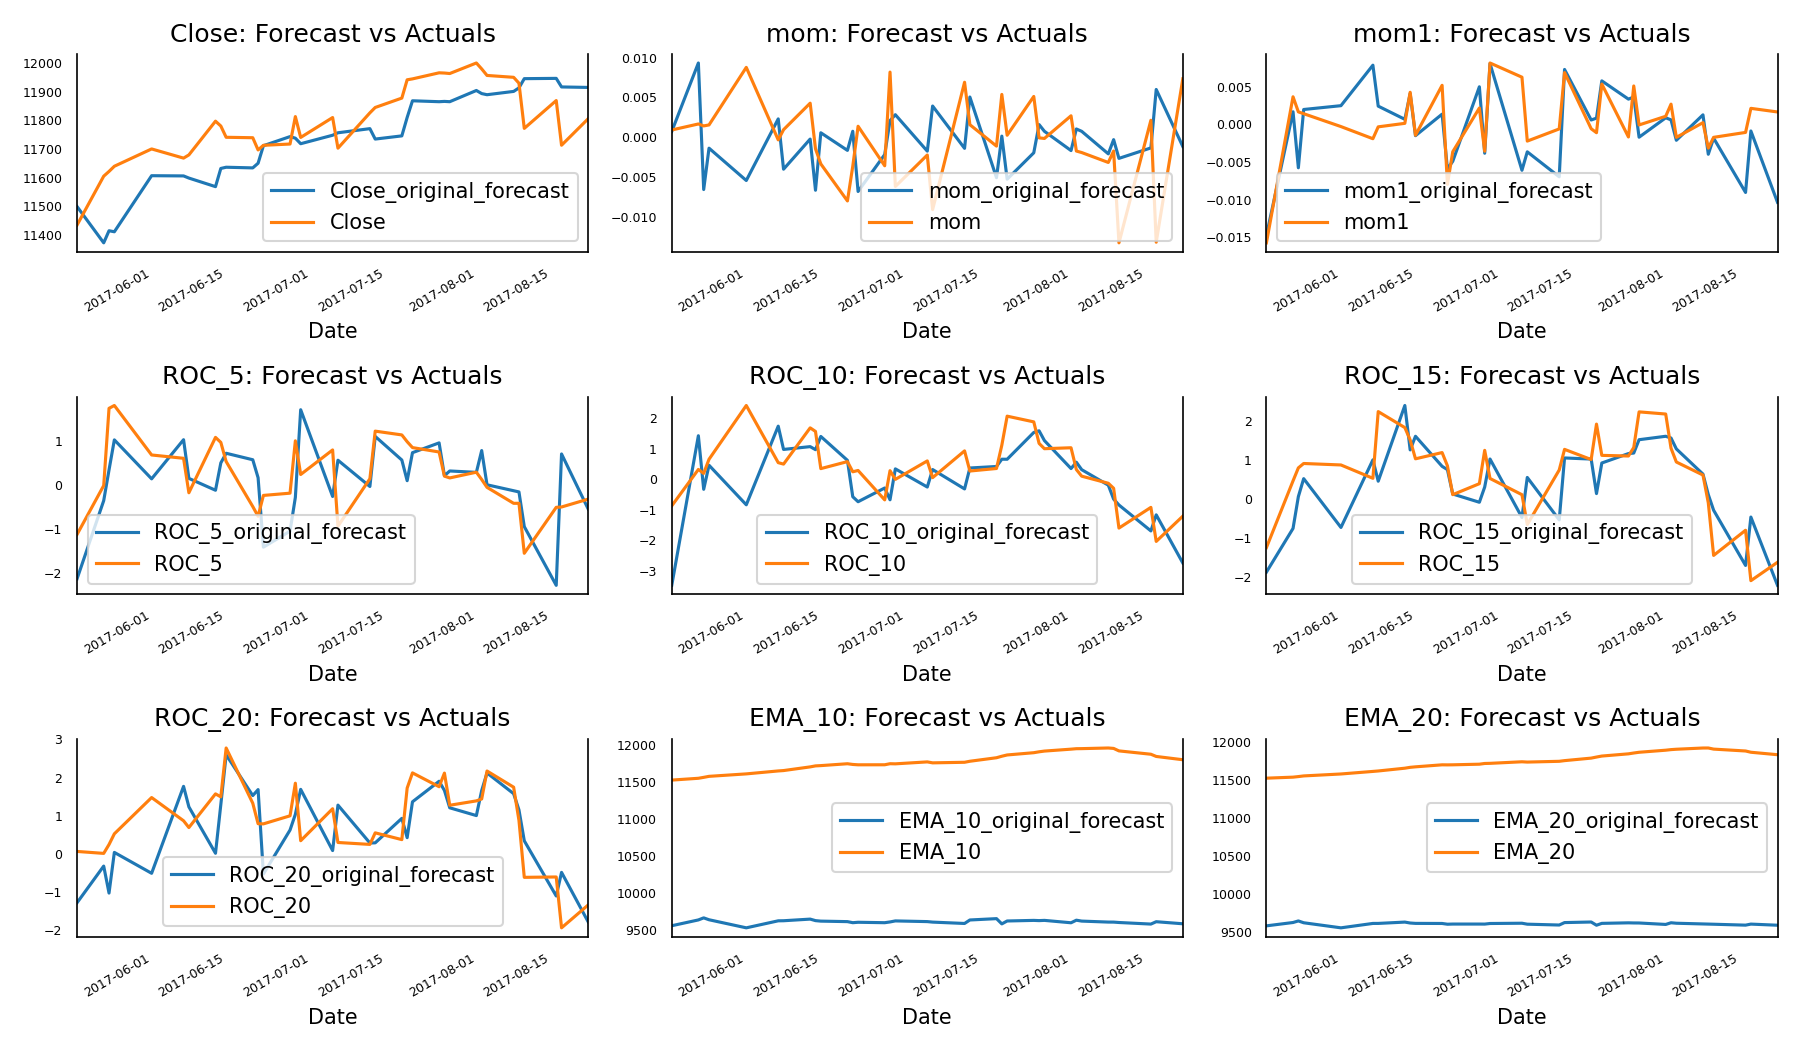 Close: Forecast vs Actuals
12000
11900
11800
11700
11600
11500
11400
Close_original_forecast
Close
2017-06-01
2017-06-15
2017-07-01
2017-07-15
2017-08-01
2017-08-15
Date
mom: Forecast vs Actuals
0.010
0.005
0.000
−0.005
−0.010
mom_original_forecast
mom
2017-06-01
2017-06-15
2017-07-01
2017-07-15
2017-08-01
2017-08-15
Date
mom1: Forecast vs Actuals
0.005
0.000
−0.005
−0.010
−0.015
mom1_original_forecast
mom1
2017-06-01
2017-06-15
2017-07-01
2017-07-15
2017-08-01
2017-08-15
Date
ROC_5: Forecast vs Actuals
1
0
−1
−2
ROC_5_original_forecast
ROC_5
2017-06-01
2017-06-15
2017-07-01
2017-07-15
2017-08-01
2017-08-15
Date
ROC_10: Forecast vs Actuals
2
1
0
−1
−2
−3
ROC_10_original_forecast
ROC_10
2017-06-01
2017-06-15
2017-07-01
2017-07-15
2017-08-01
2017-08-15
Date
ROC_15: Forecast vs Actuals
2
1
0
−1
−2
ROC_15_original_forecast
ROC_15
2017-06-01
2017-06-15
2017-07-01
2017-07-15
2017-08-01
2017-08-15
Date
ROC_20: Forecast vs Actuals
3
2
1
0
−1
−2
ROC_20_original_forecast
ROC_20
2017-06-01
2017-06-15
2017-07-01
2017-07-15
2017-08-01
2017-08-15
Date
EMA_10: Forecast vs Actuals
12000
11500
11000
10500
10000
9500
EMA_10_original_forecast
EMA_10
2017-06-01
2017-06-15
2017-07-01
2017-07-15
2017-08-01
2017-08-15
Date
EMA_20: Forecast vs Actuals
12000
11500
11000
10500
10000
9500
EMA_20_original_forecast
EMA_20
2017-06-01
2017-06-15
2017-07-01
2017-07-15
2017-08-01
2017-08-15
Date